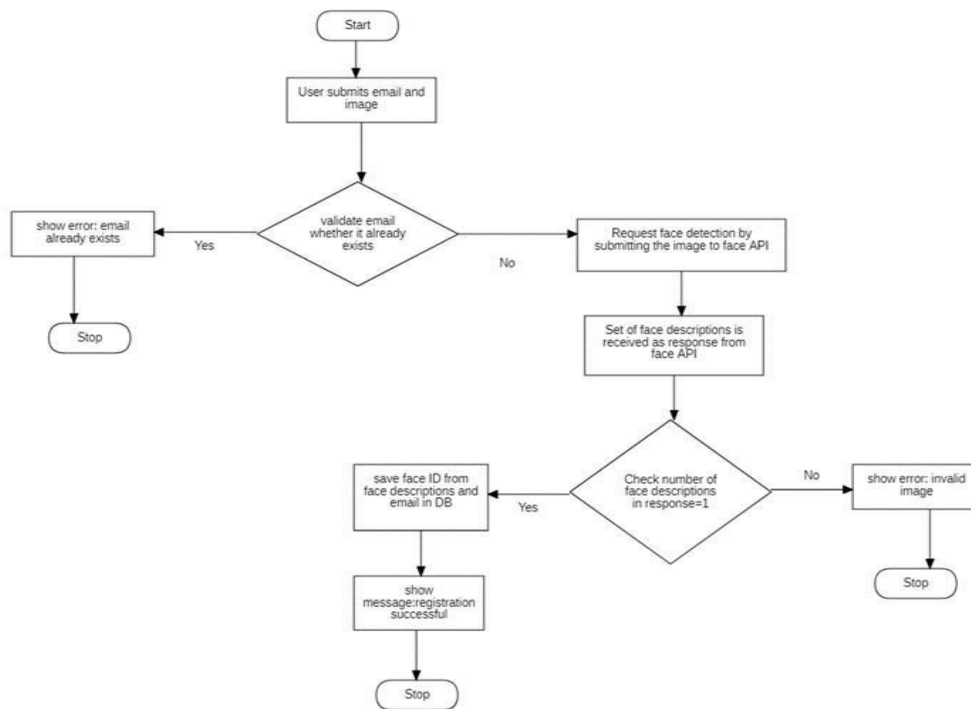 Start
User submits email and
image
validate email
whether it already
exists
show error: email
already exists
Yes
Stop
No
Request face detection by
submitting the image to face API
Set of face descriptions is
received as response from
face API
Check number of
face descriptions
in response=1
No
show error: invalid
image
Stop
Yes
save face ID from
face descriptions and
email in DB
show
message:registration
successful
Stop